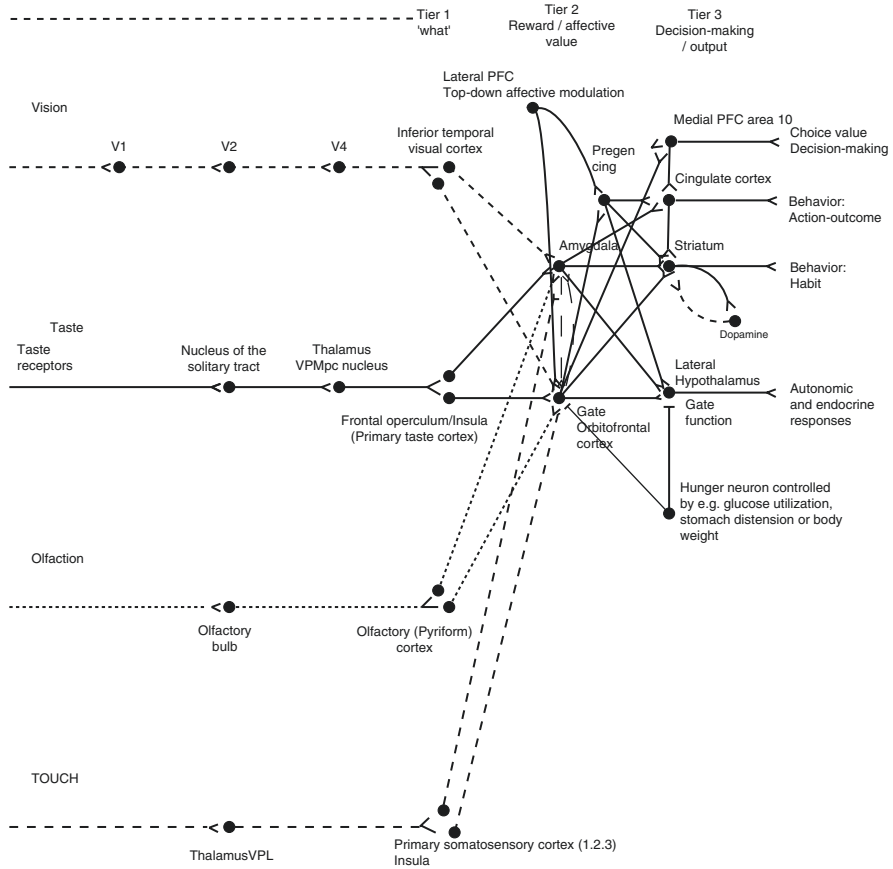 Tier 1
'what'
Tier 2
Reward / affective
value
Tier 3
Decision-making
/ output
Lateral PFC
Top-down affective modulation
Vision
V1
V2
V4
Inferior temporal
visual cortex
Pregen
cing
Medial PFC area 10
Choice value
Decision-making
Cingulate cortex
Behavior:
Action-outcome
Amygdala
Striatum
Behavior:
Habit
Dopamine
Taste
Taste
receptors
Nucleus of the
solitary tract
Thalamus
VPMpc nucleus
Frontal operculum/Insula
(Primary taste cortex)
Gate
Orbitofrontal
cortex
Lateral
Hypothalamus
Gate
function
Autonomic
and endocrine
responses
Hunger neuron controlled
by e.g. glucose utilization,
stomach distension or body
weight
Olfaction
Olfactory
bulb
Olfactory (Pyriform)
cortex
TOUCH
ThalamusVPL
Primary somatosensory cortex (1.2.3)
Insula